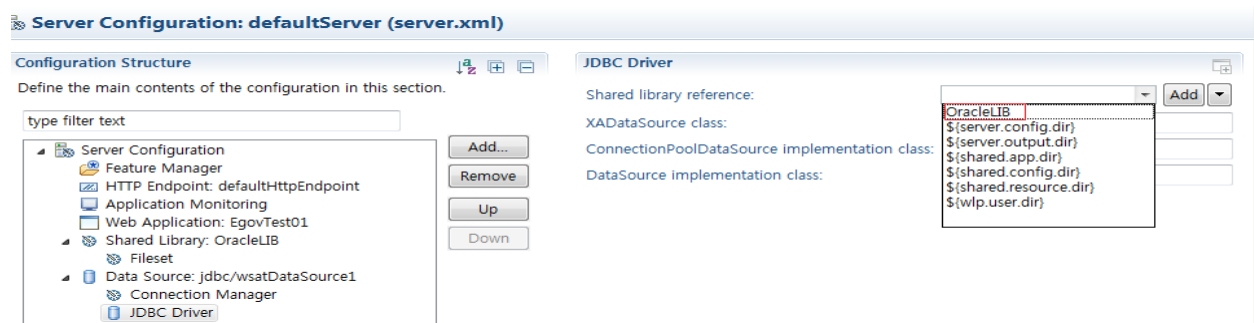 Server Configuration: defaultServer (server.xml)
Configuration Structure
Define the main contents of the configuration in this section.
type filter text
Server Configuration
Feature Manager
HTTP Endpoint: defaultHttpEndpoint
Application Monitoring
Web Application: EgovTest01
Shared Library: OracleLIB
Fileset
Data Source: jdbc/wsatDataSource1
Connection Manager
JDBC Driver
Add...
Remove
Up
Down
JDBC Driver
Shared library reference:
Add
XADataSource class:
ConnectionPoolDataSource implementation class:
DataSource implementation class:
OracleLIB
${server.config.dir}
${server.output.dir}
${shared.app.dir}
${shared.config.dir}
${shared.resource.dir}
${wlp.user.dir}